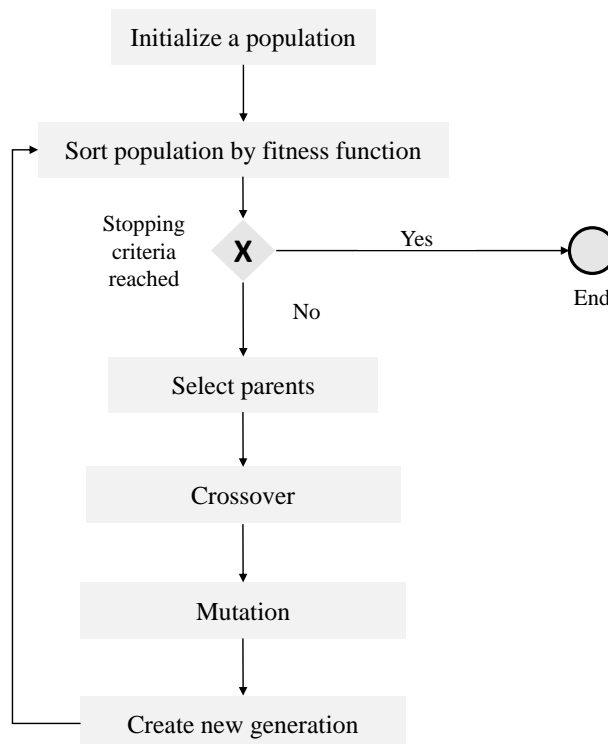 Initialize a population
Sort population by fitness function
Stopping
criteria
reached
X
Yes
End
No
Select parents
Crossover
Mutation
Create new generation